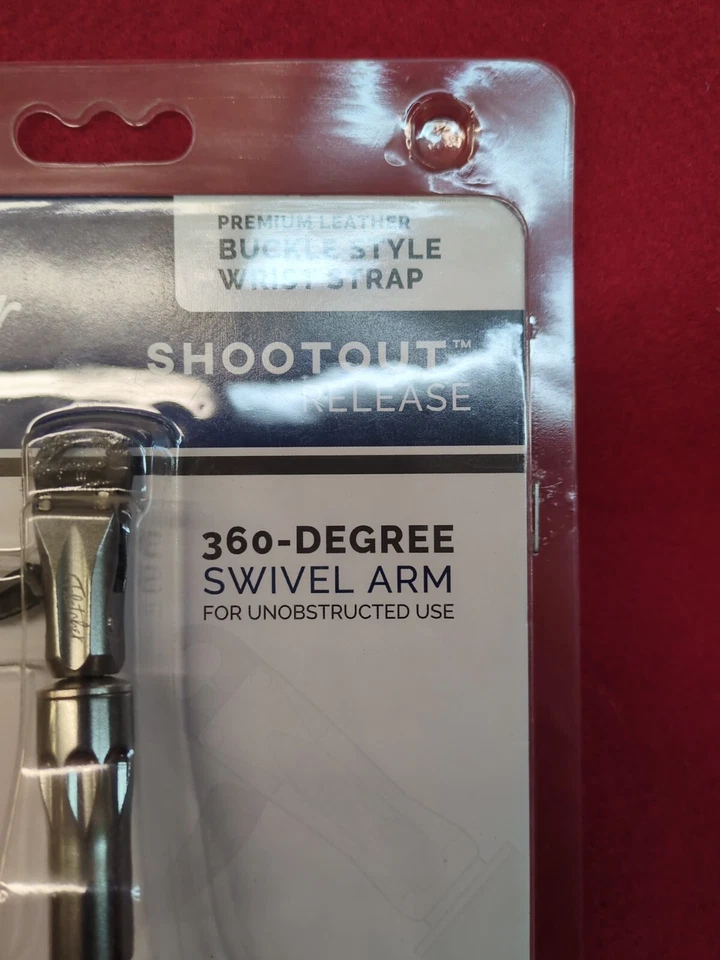 PREMIUM LEATHER
BUCKLE STYLE
WRIST STRAP
SHOOTOUT™
RELEASE
360-DEGREE
SWIVEL ARM
FOR UNOBSTRUCTED USE